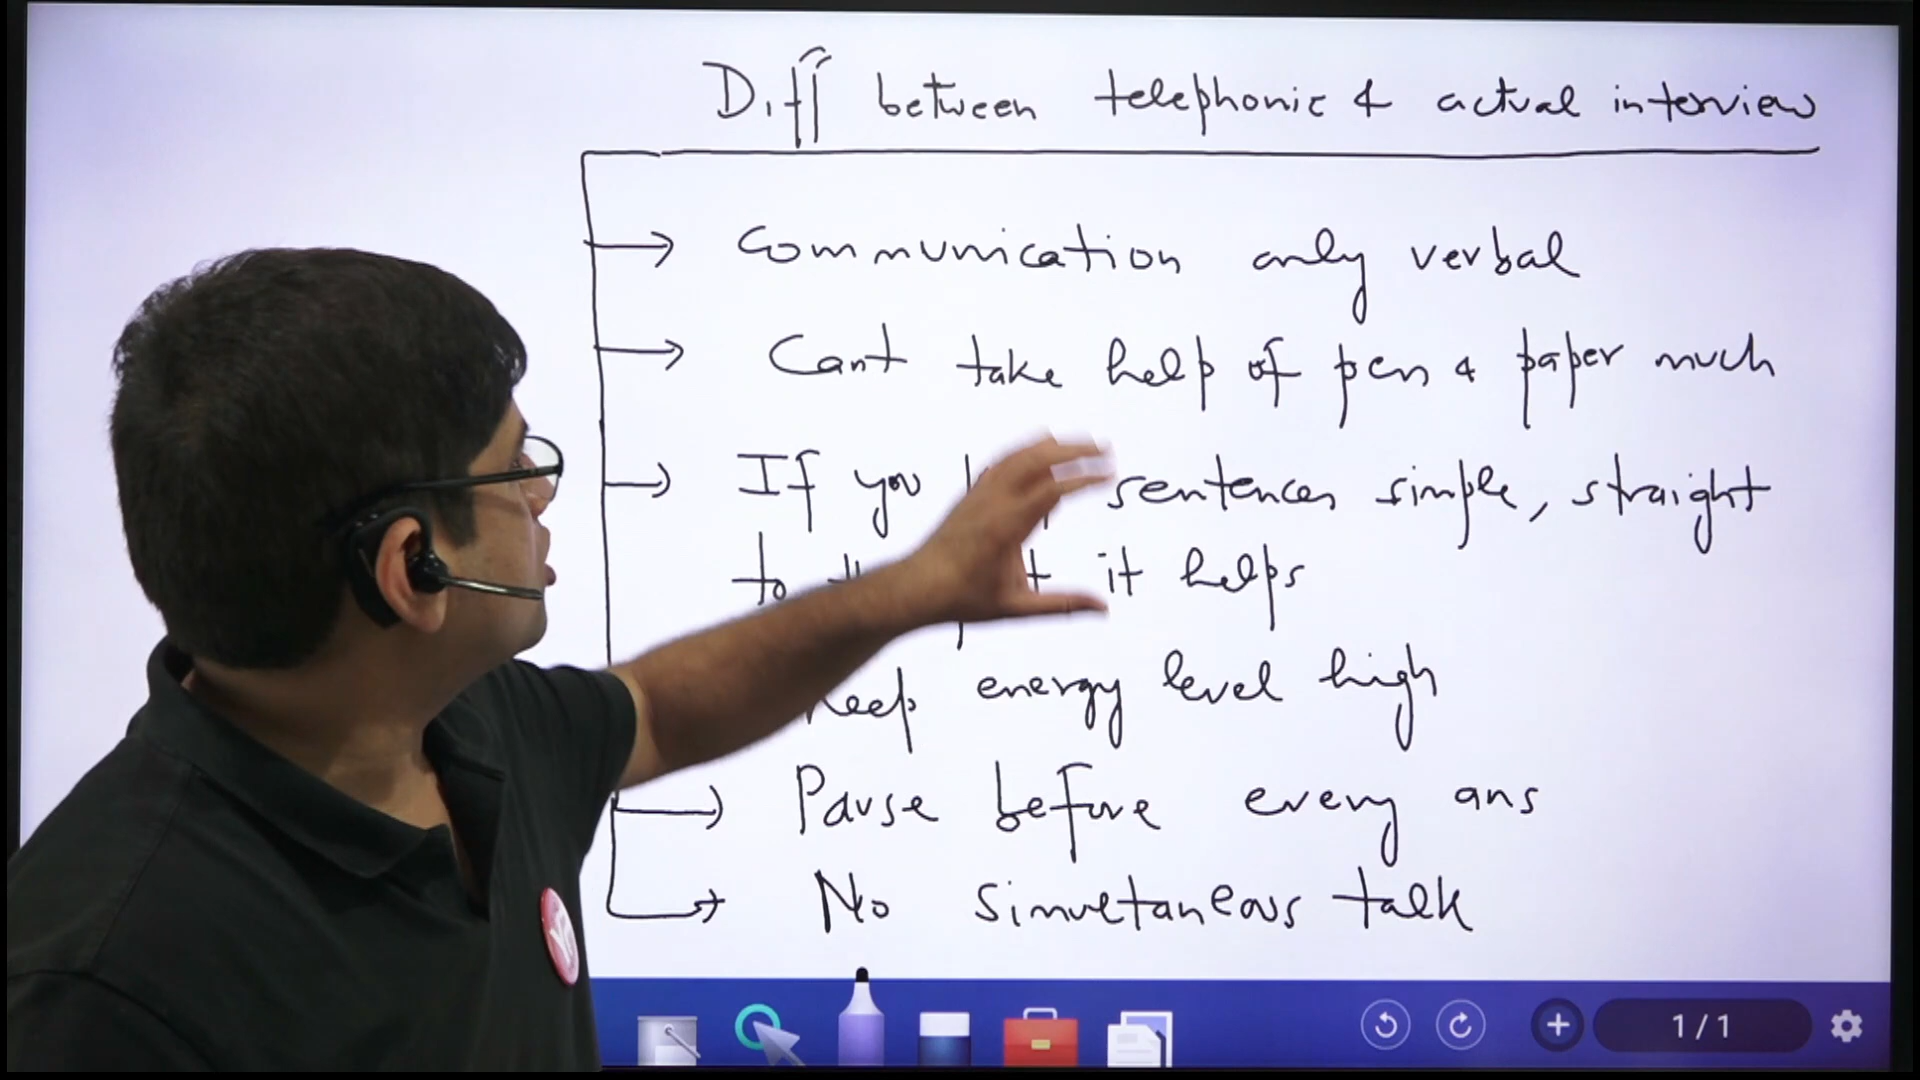 Diff between telephonic & actual interview
Communication only verbal
Cant take help of pen & paper much
If you sentences simple, straight
to it helps
Keep energy level high
Pause before every ans
No Simultaneous talk
1 / 1